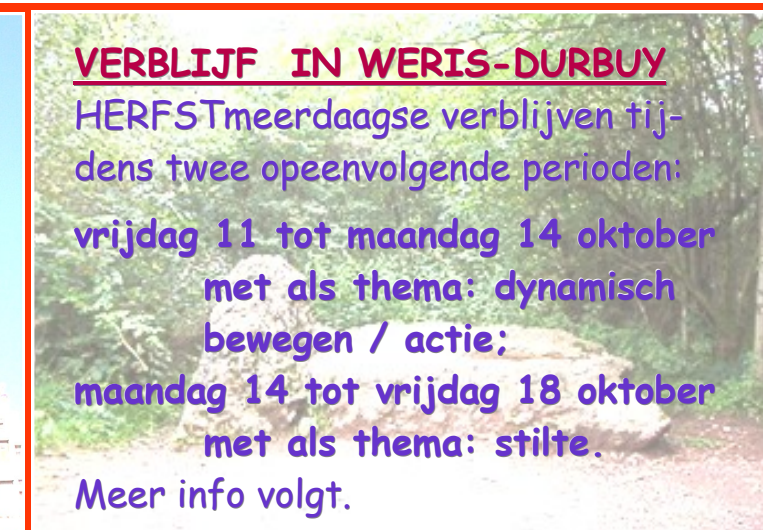 VERBLIJF IN WERIS-DURBUY
HERFSTmeerdaagse verblijven tij-
dens twee opeenvolgende perioden:
vrijdag 11 tot maandag 14 oktober
met als thema: dynamisch
bewegen / actie;
maandag 14 tot vrijdag 18 oktober
met als thema: stilte.
Meer info volgt.